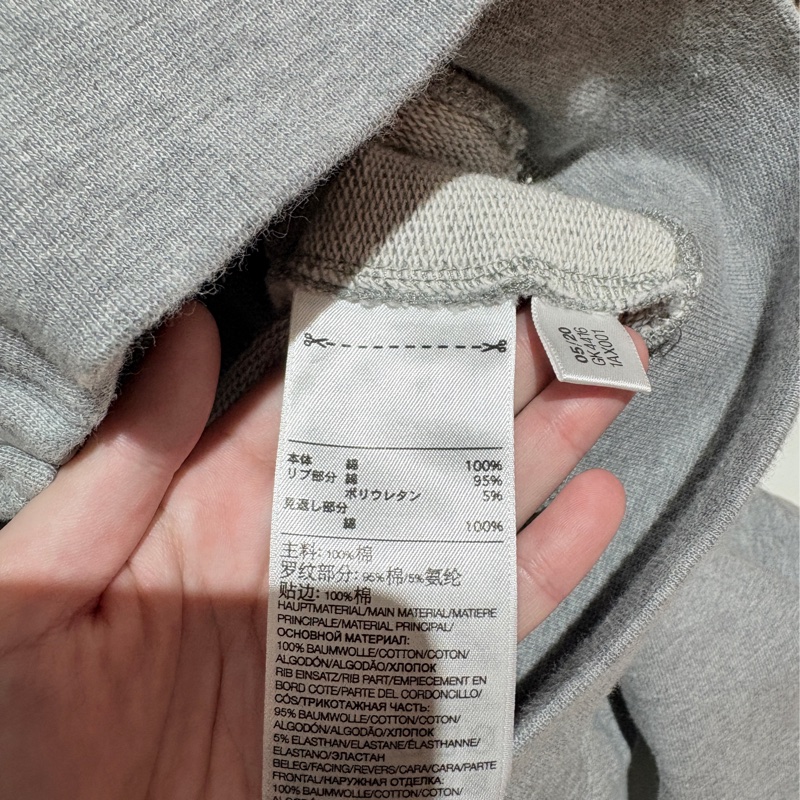 05/20
GK4416
1AX001
本体 綿 100%
リブ部分 綿 95%
ポリウレタン 5%
見返し部分
綿 100%
主料: 100%棉
罗纹部分: 95%棉/5%氨纶
贴边: 100%棉
HAUPTMATERIAL/MAIN MATERIAL/MATIERE
PRINCIPALE/MATERIAL PRINCIPAL/
ОСНОВНОЙ МАТЕРИАЛ:
100% BAUMWOLLE/COTTON/COTON/
ALGODÓN/ALGODÃO/ХЛОПОК
RIB EINSATZ/RIB PART/EMPIECEMENT EN
BORD COTE/PARTE DEL CORDONCILLO/
CÓS/ТРИКОТАЖНАЯ ЧАСТЬ:
95% BAUMWOLLE/COTTON/COTON/
ALGODÓN/ALGODÃO/ХЛОПОК
5% ELASTHAN/ELASTANE/ÉLASTHANNE/
ELASTANO/ЭЛАСТАН
BELEG/FACING/REVERS/CARA/CARA/PARTE
FRONTAL/НАРУЖНАЯ ОТДЕЛКА:
100% BAUMWOLLE/COTTON/COTON/